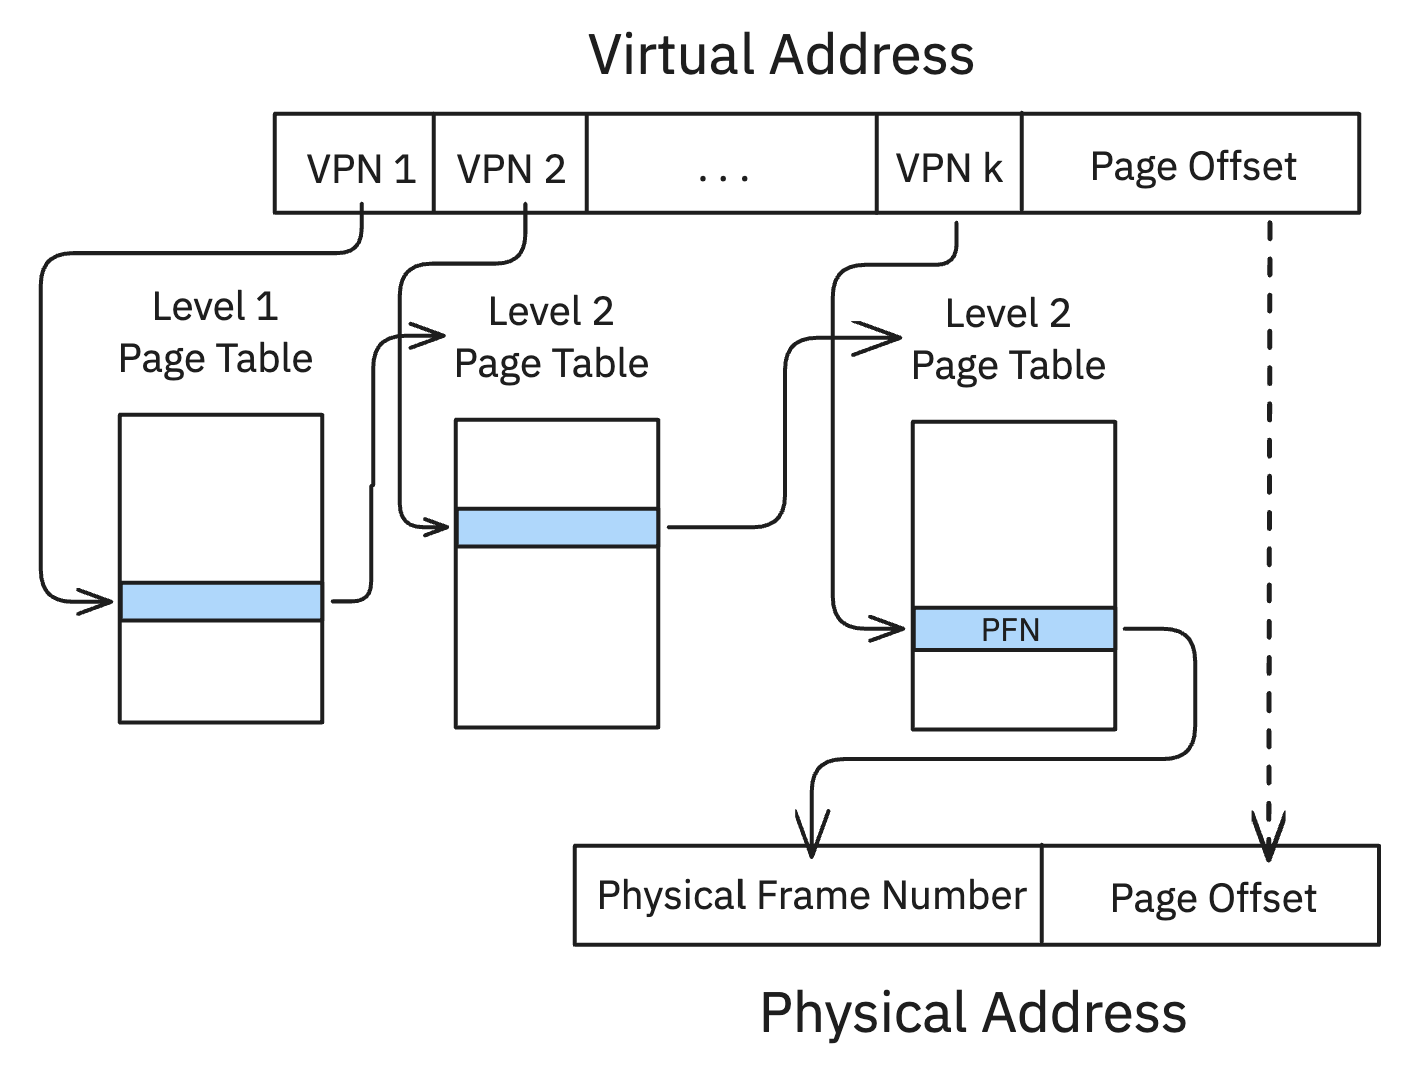 Virtual Address
VPN 1
VPN 2
...
VPN k
Page Offset
Level 1
Page Table
Level 2
Page Table
Level 2
Page Table
PFN
Physical Frame Number
Page Offset
Physical Address